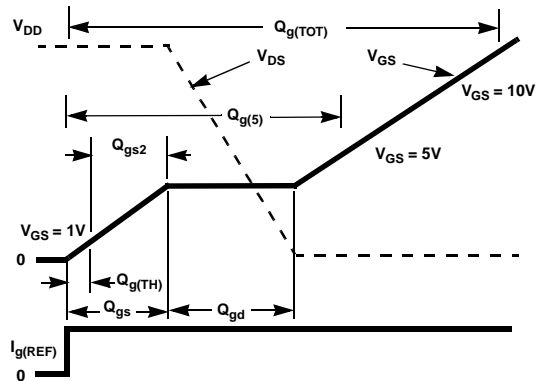 V_DD
Q_g(TOT)
V_DS
V_GS
V_GS = 10V
Q_g(5)
Q_gs2
V_GS = 5V
V_GS = 1V
0
Q_g(TH)
Q_gs
Q_gd
I_g(REF)
0